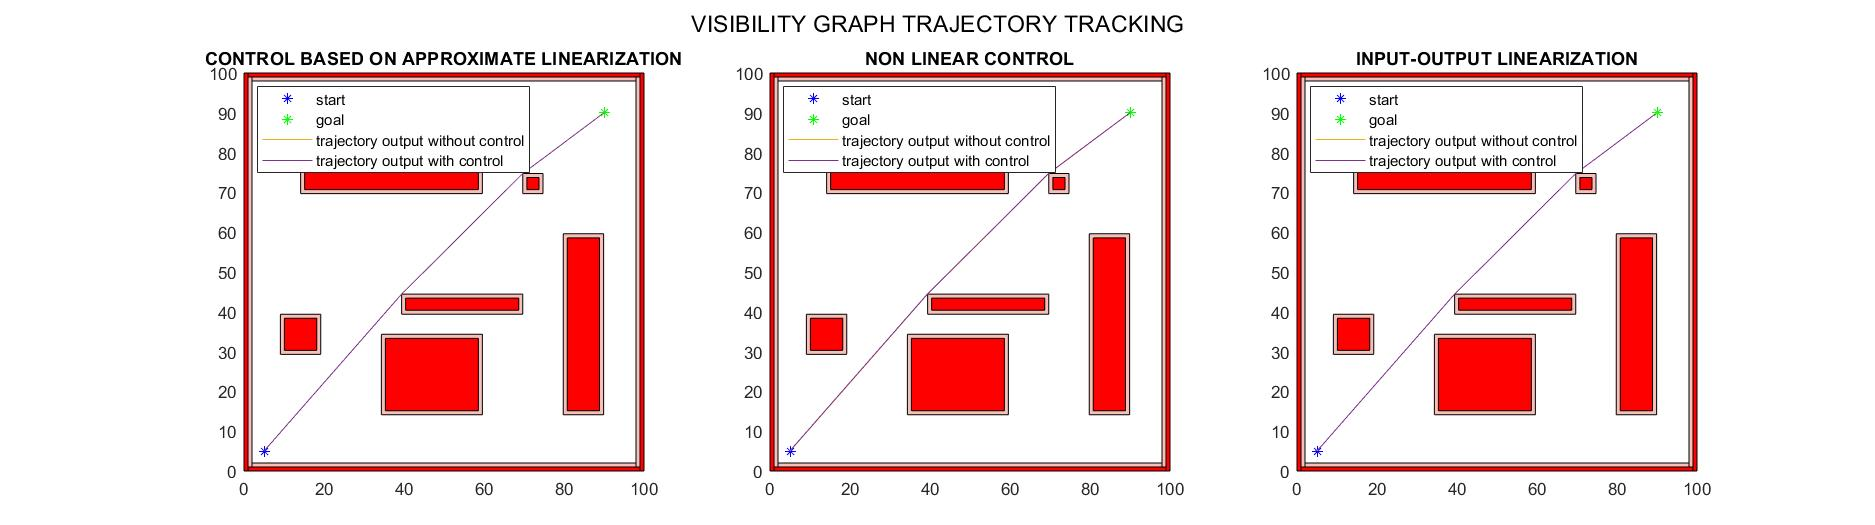 VISIBILITY GRAPH TRAJECTORY TRACKING
CONTROL BASED ON APPROXIMATE LINEARIZATION
100
90
80
70
60
50
40
30
20
10
0
start
goal
trajectory output without control
trajectory output with control
0 20 40 60 80 100
NON LINEAR CONTROL
100
90
80
70
60
50
40
30
20
10
0
start
goal
trajectory output without control
trajectory output with control
0 20 40 60 80 100
INPUT-OUTPUT LINEARIZATION
100
90
80
70
60
50
40
30
20
10
0
start
goal
trajectory output without control
trajectory output with control
0 20 40 60 80 100